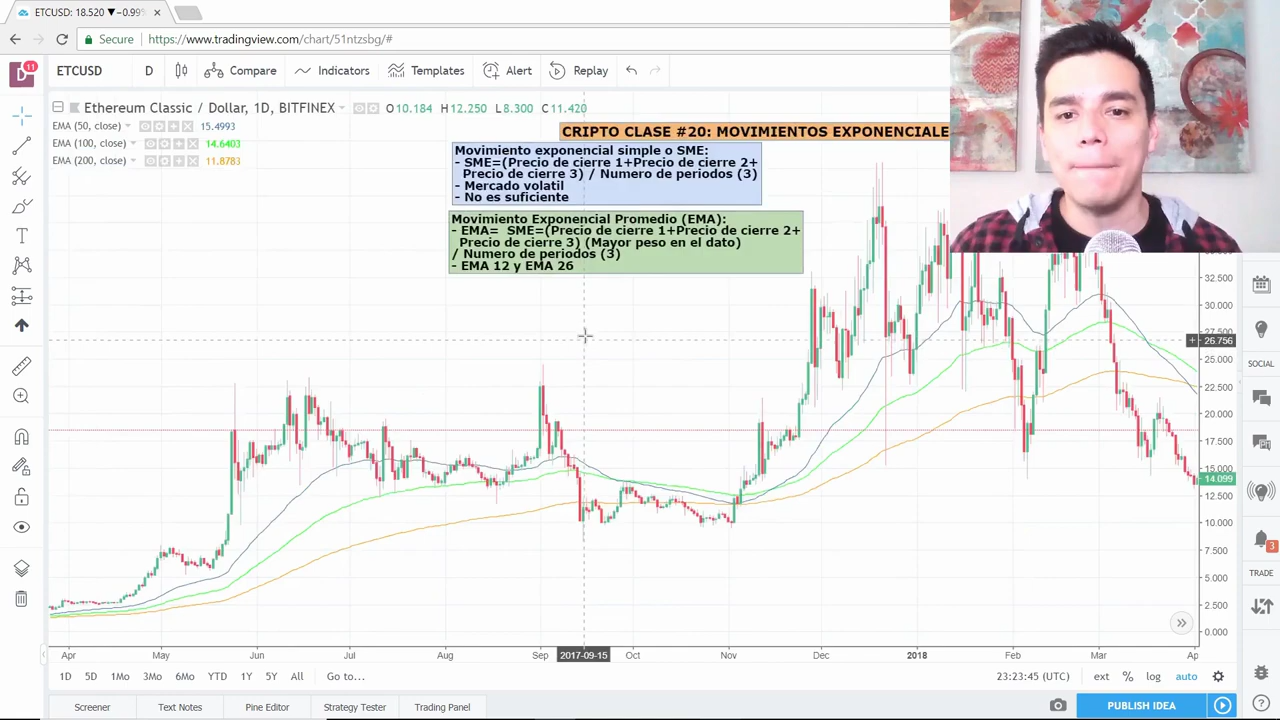 ETCUSD: 18.520 ▼-0.99%
Secure https://www.tradingview.com/chart/51ntzsbg/#
11
ETCUSD D Compare Indicators Templates Alert Replay
Ethereum Classic / Dollar, 1D, BITFINEX O10.184 H12.250 L8.300 C11.420
EMA (50, close) 15.4993
EMA (100, close) 14.6403
EMA (200, close) 11.8783
CRIPTO CLASE #20: MOVIMIENTOS EXPONENCIALE
Movimiento exponencial simple o SME:
- SME=(Precio de cierre 1+Precio de cierre 2+
Precio de cierre 3) / Numero de periodos (3)
- Mercado volatil
- No es suficiente
Movimiento Exponencial Promedio (EMA):
- EMA= SME=(Precio de cierre 1+Precio de cierre 2+
Precio de cierre 3) (Mayor peso en el dato)
/ Numero de periodos (3)
- EMA 12 y EMA 26
32.500
30.000
27.500
26.756
25.000
22.500
20.000
17.500
15.000
14.099
12.500
10.000
7.500
5.000
2.500
0.000
SOCIAL
3
TRADE
Apr May Jun Jul Aug Sep 2017-09-15 Oct Nov Dec 2018 Feb Mar Ap
1D 5D 1Mo 3Mo 6Mo YTD 1Y 5Y All Go to... 23:23:45 (UTC) ext % log auto
Screener Text Notes Pine Editor Strategy Tester Trading Panel PUBLISH IDEA